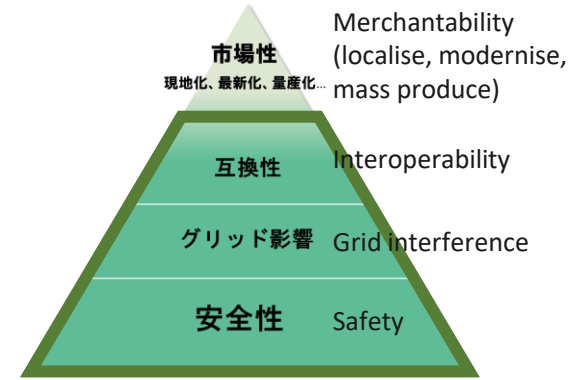 市場性
現地化、最新化、量産化...
Merchantability
(localise, modernise,
mass produce)
互換性
Interoperability
グリッド影響
Grid interference
安全性
Safety